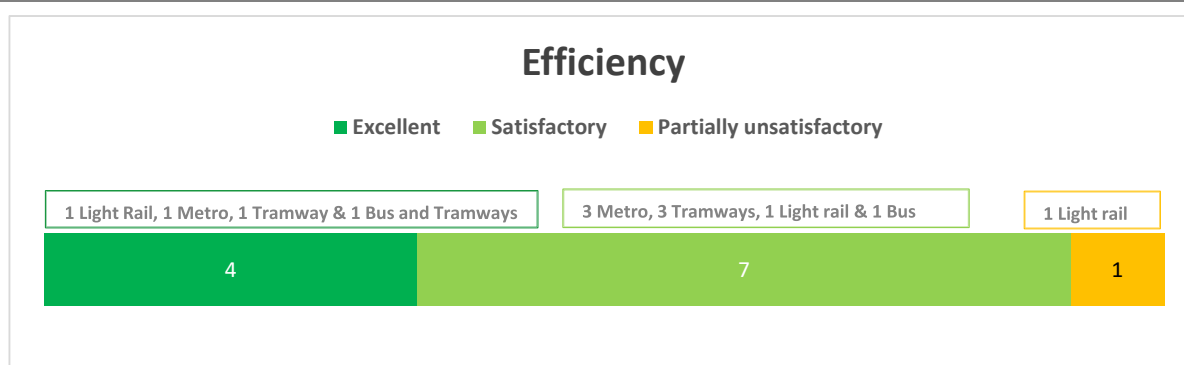 Efficiency
Excellent Satisfactory Partially unsatisfactory
1 Light Rail, 1 Metro, 1 Tramway & 1 Bus and Tramways
3 Metro, 3 Tramways, 1 Light rail & 1 Bus
1 Light rail
4 7 1